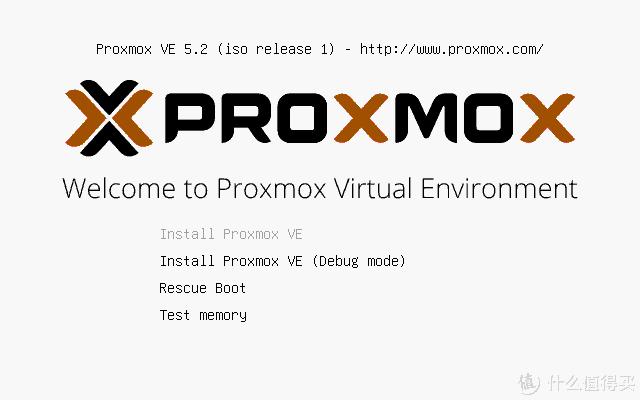 Proxmox VE 5.2 (iso release 1) - http://www.proxmox.com/
PROXMOX
Welcome to Proxmox Virtual Environment
Install Proxmox VE
Install Proxmox VE (Debug mode)
Rescue Boot
Test memory
值 什么值得买